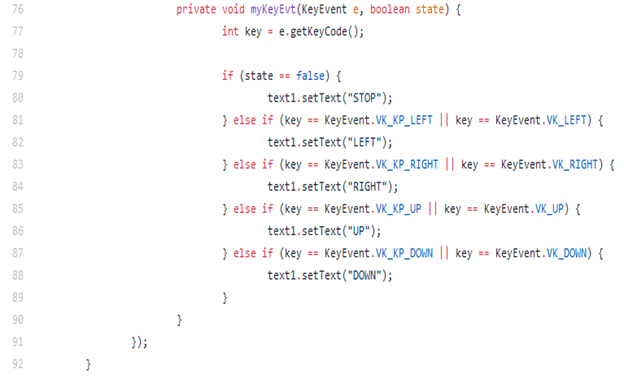 76 private void myKeyEvt(KeyEvent e, boolean state) {
77 int key = e.getKeyCode();
78
79 if (state == false) {
80 text1.setText("STOP");
81 } else if (key == KeyEvent.VK_KP_LEFT || key == KeyEvent.VK_LEFT) {
82 text1.setText("LEFT");
83 } else if (key == KeyEvent.VK_KP_RIGHT || key == KeyEvent.VK_RIGHT) {
84 text1.setText("RIGHT");
85 } else if (key == KeyEvent.VK_KP_UP || key == KeyEvent.VK_UP) {
86 text1.setText("UP");
87 } else if (key == KeyEvent.VK_KP_DOWN || key == KeyEvent.VK_DOWN) {
88 text1.setText("DOWN");
89 }
90 }
91 });
92 }